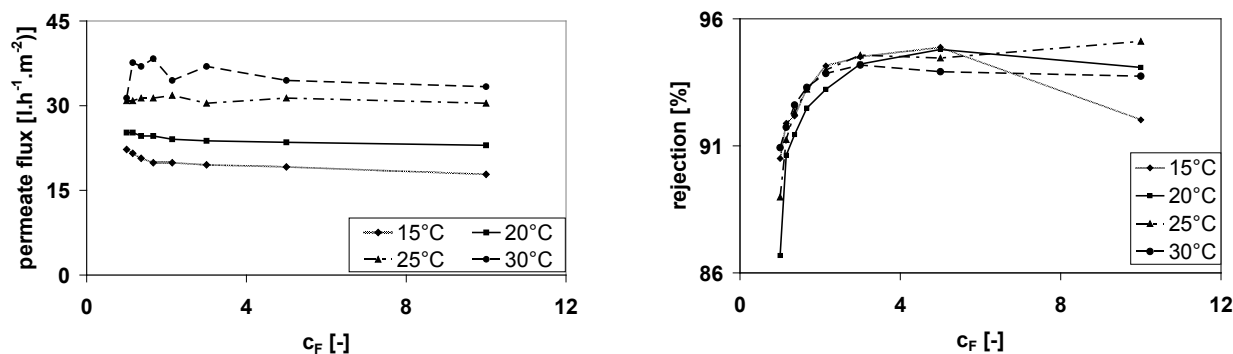 permeate flux [l.h⁻¹.m⁻²)]
45
30
15
0
0 4 8 12
c_F [-]
15°C 20°C
25°C 30°C
rejection [%]
96
91
86
0 4 8 12
c_F [-]
15°C
20°C
25°C
30°C